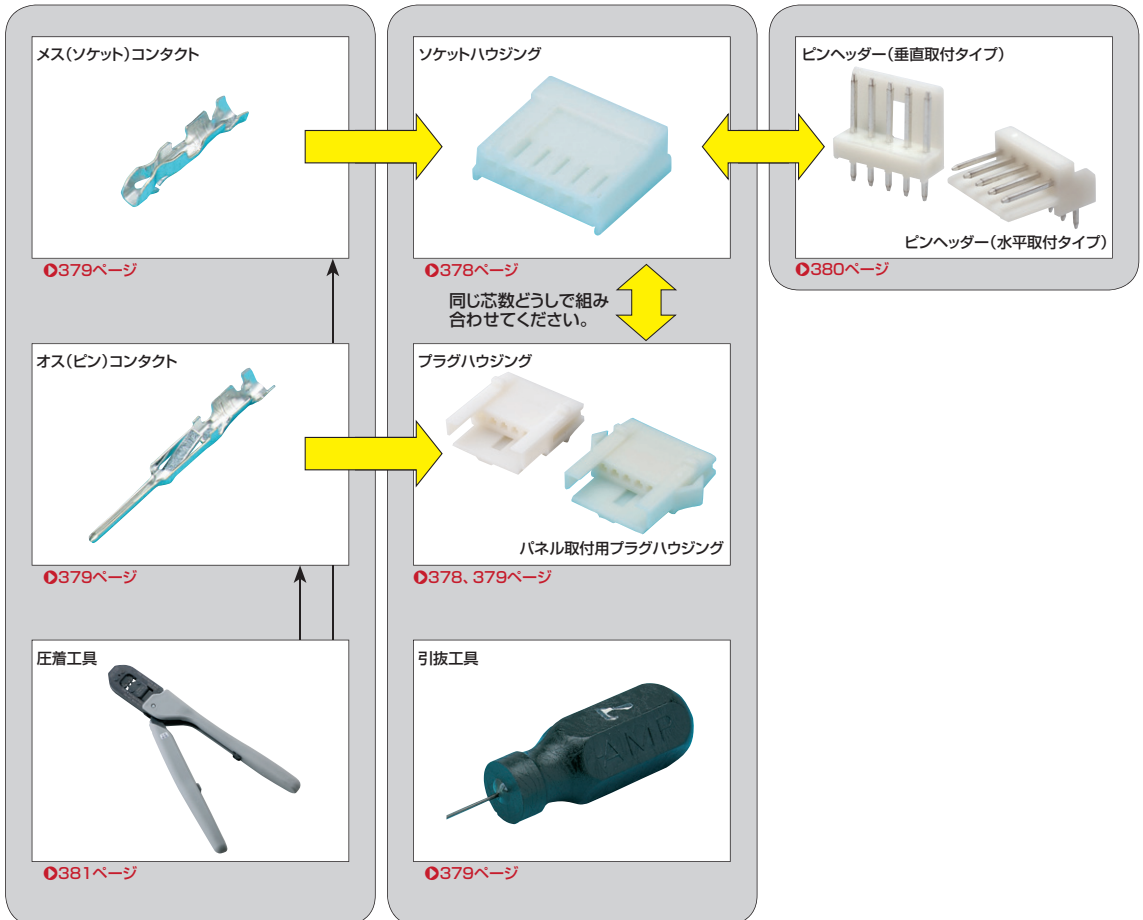 メス(ソケット)コンタクト
379ページ
オス(ピン)コンタクト
379ページ
圧着工具
381ページ
ソケットハウジング
378ページ
同じ芯数どうしで組み
合わせてください。
プラグハウジング
パネル取付用プラグハウジング
378、379ページ
引抜工具
AMP
379ページ
ピンヘッダー(垂直取付タイプ)
ピンヘッダー(水平取付タイプ)
380ページ